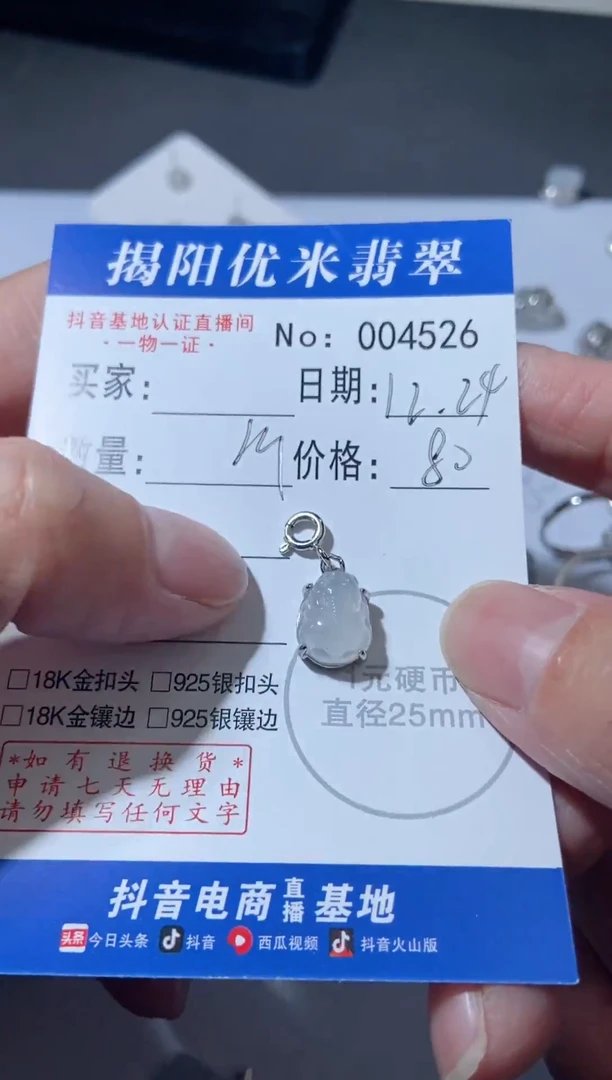 揭阳优米翡翠
抖音基地认证直播间
·一物一证·
No: 004526
买家:
日期: 12.24
量:
价格: 80
1元硬币
直径25mm
□18K金扣头 □925银扣头
□18K金镶边 □925银镶边
*如有退换货*
申请七天无理由
请勿填写任何文字
抖音电商直播基地
头条 今日头条 抖音 西瓜视频 抖音火山版